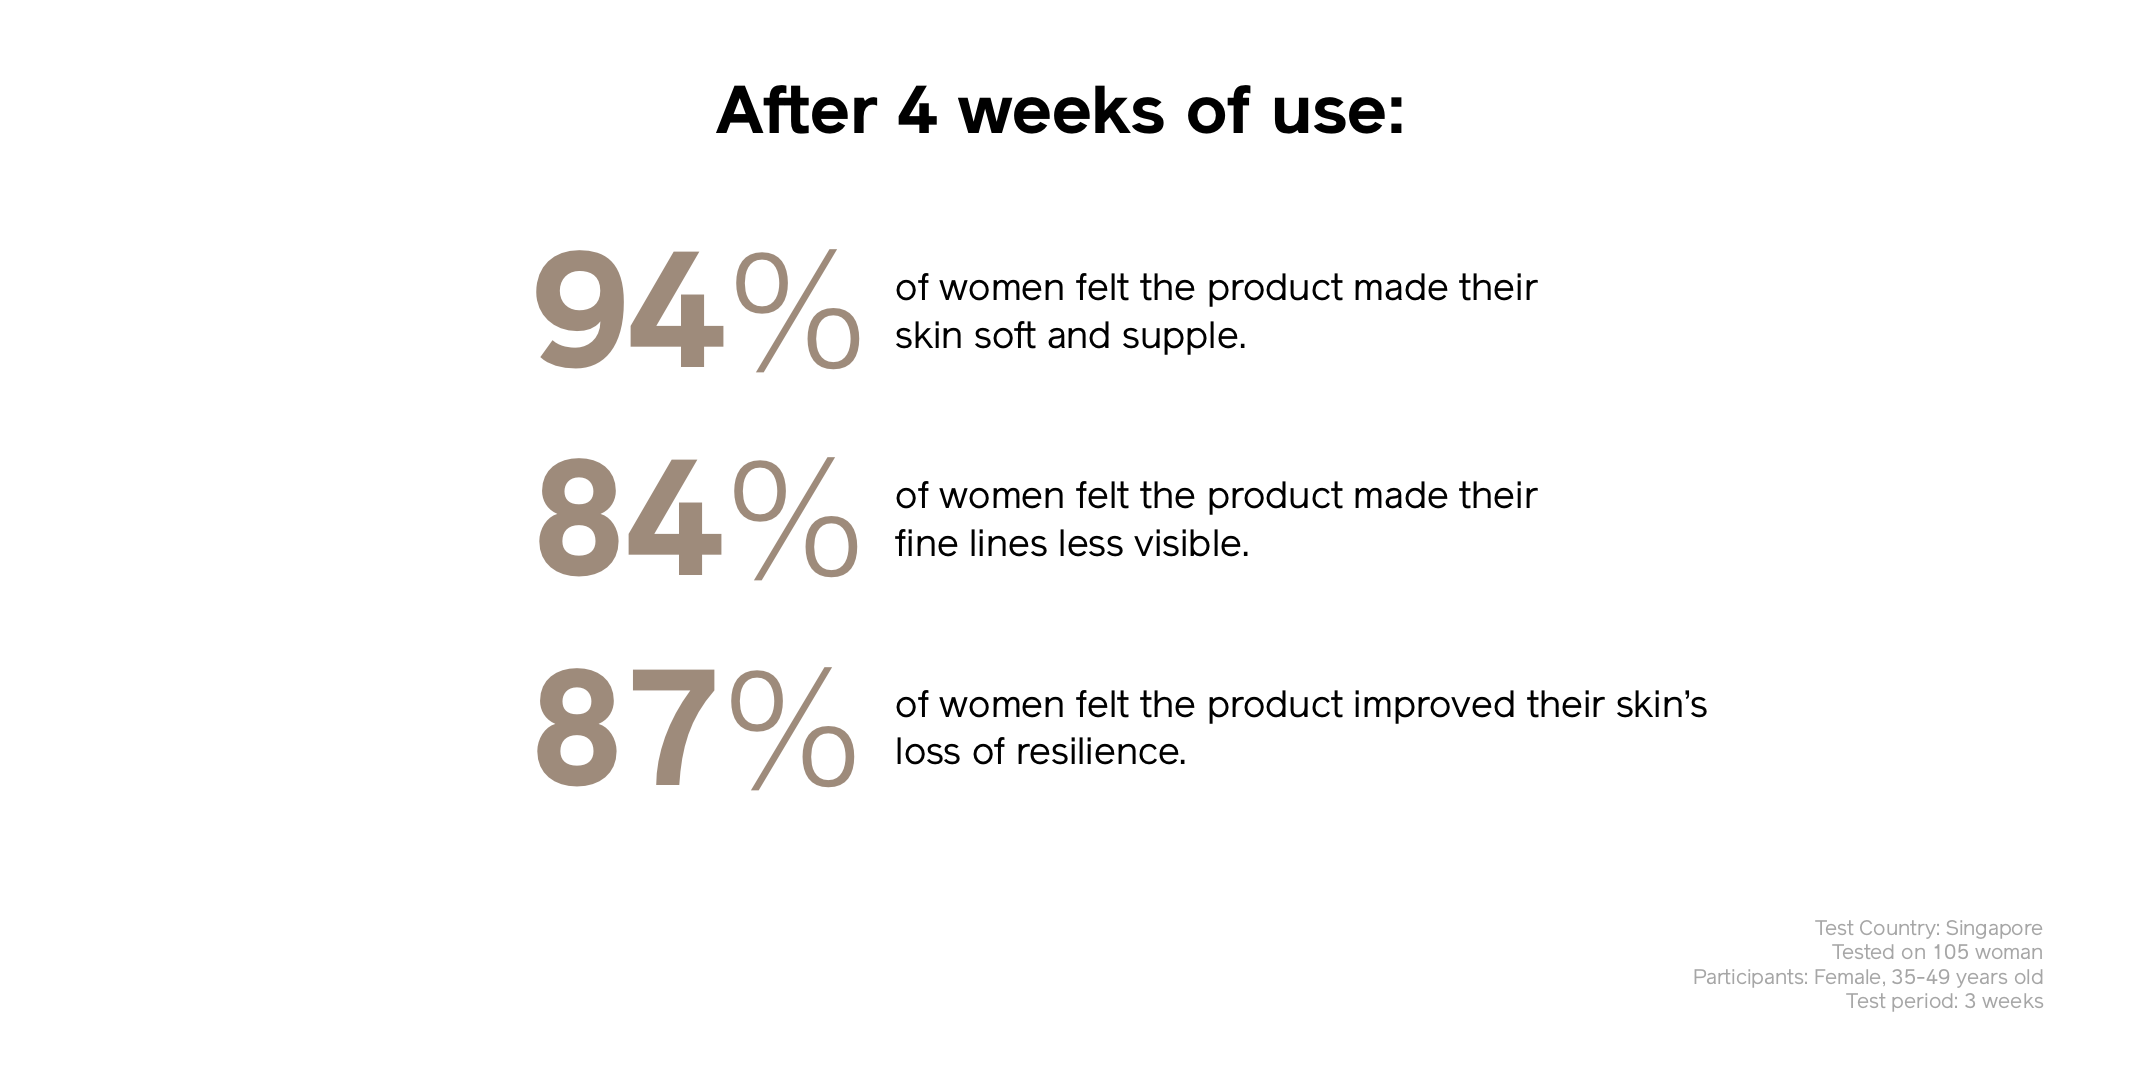 After 4 weeks of use:
94%
of women felt the product made their
skin soft and supple.
84%
of women felt the product made their
fine lines less visible.
87%
of women felt the product improved their skin’s
loss of resilience.
Test Country: Singapore
Tested on 105 woman
Participants: Female, 35-49 years old
Test period: 3 weeks